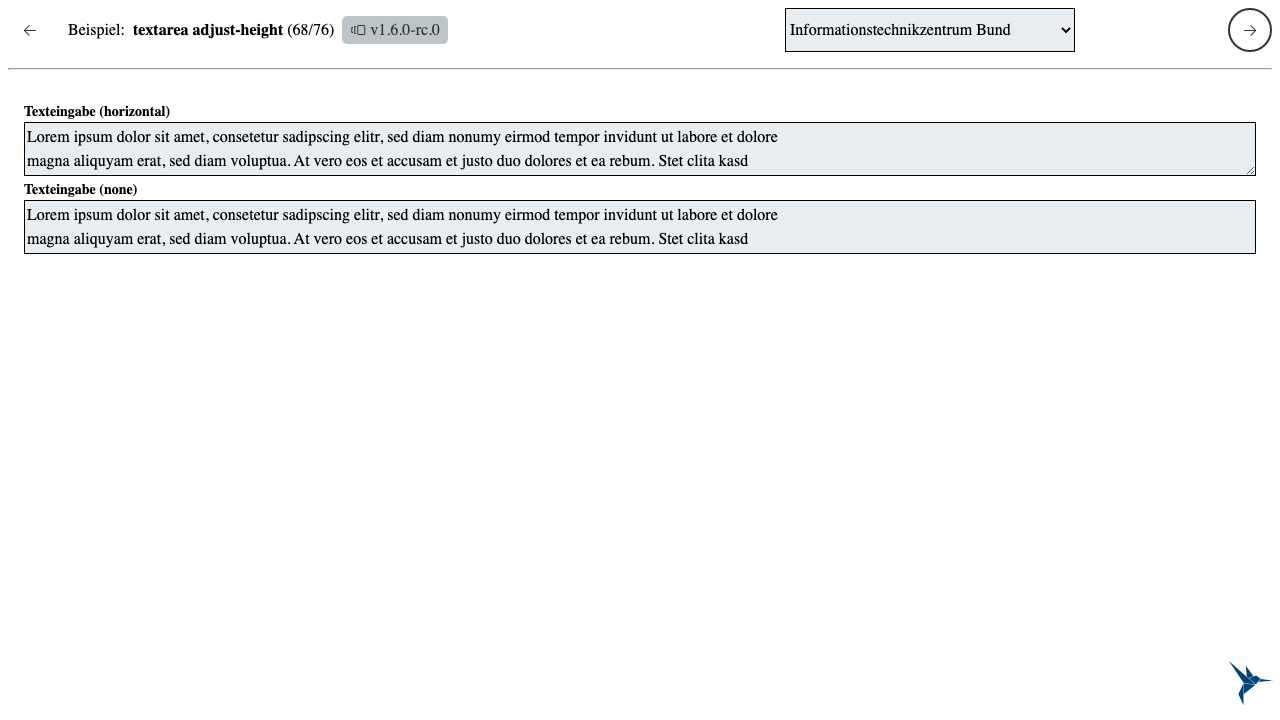 Beispiel: textarea adjust-height (68/76) v1.6.0-rc.0 Informationstechnikzentrum Bund
Texteingabe (horizontal)
Lorem ipsum dolor sit amet, consetetur sadipscing elitr, sed diam nonumy eirmod tempor invidunt ut labore et dolore
magna aliquyam erat, sed diam voluptua. At vero eos et accusam et justo duo dolores et ea rebum. Stet clita kasd
Texteingabe (none)
Lorem ipsum dolor sit amet, consetetur sadipscing elitr, sed diam nonumy eirmod tempor invidunt ut labore et dolore
magna aliquyam erat, sed diam voluptua. At vero eos et accusam et justo duo dolores et ea rebum. Stet clita kasd